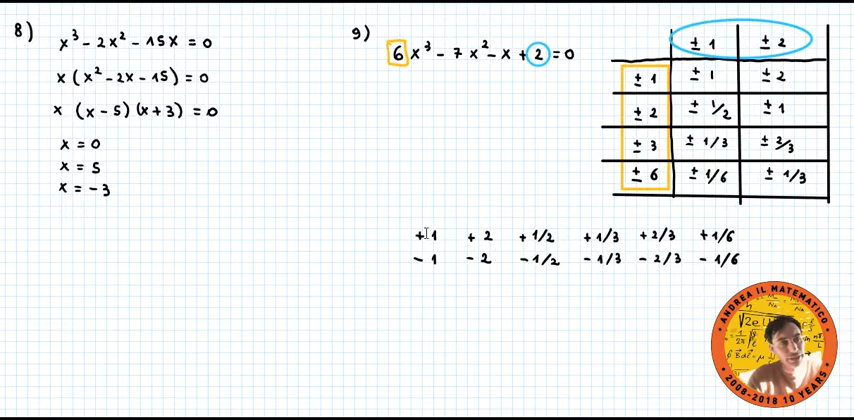 8)
x³ - 2x² - 15x = 0
x (x² - 2x - 15) = 0
x (x - 5) (x + 3) = 0
x = 0
x = 5
x = -3
9)
6x³ - 7x² - x + 2 = 0
± 1 ± 2
± 1 ± 1 ± 2
± 2 ± 1/2 ± 1
± 3 ± 1/3 ± 2/3
± 6 ± 1/6 ± 1/3
+1 +2 +1/2 +1/3 +2/3 +1/6
-1 -2 -1/2 -1/3 -2/3 -1/6
ANDREA IL MATEMATICO
• 2008-2018 10 YEARS •